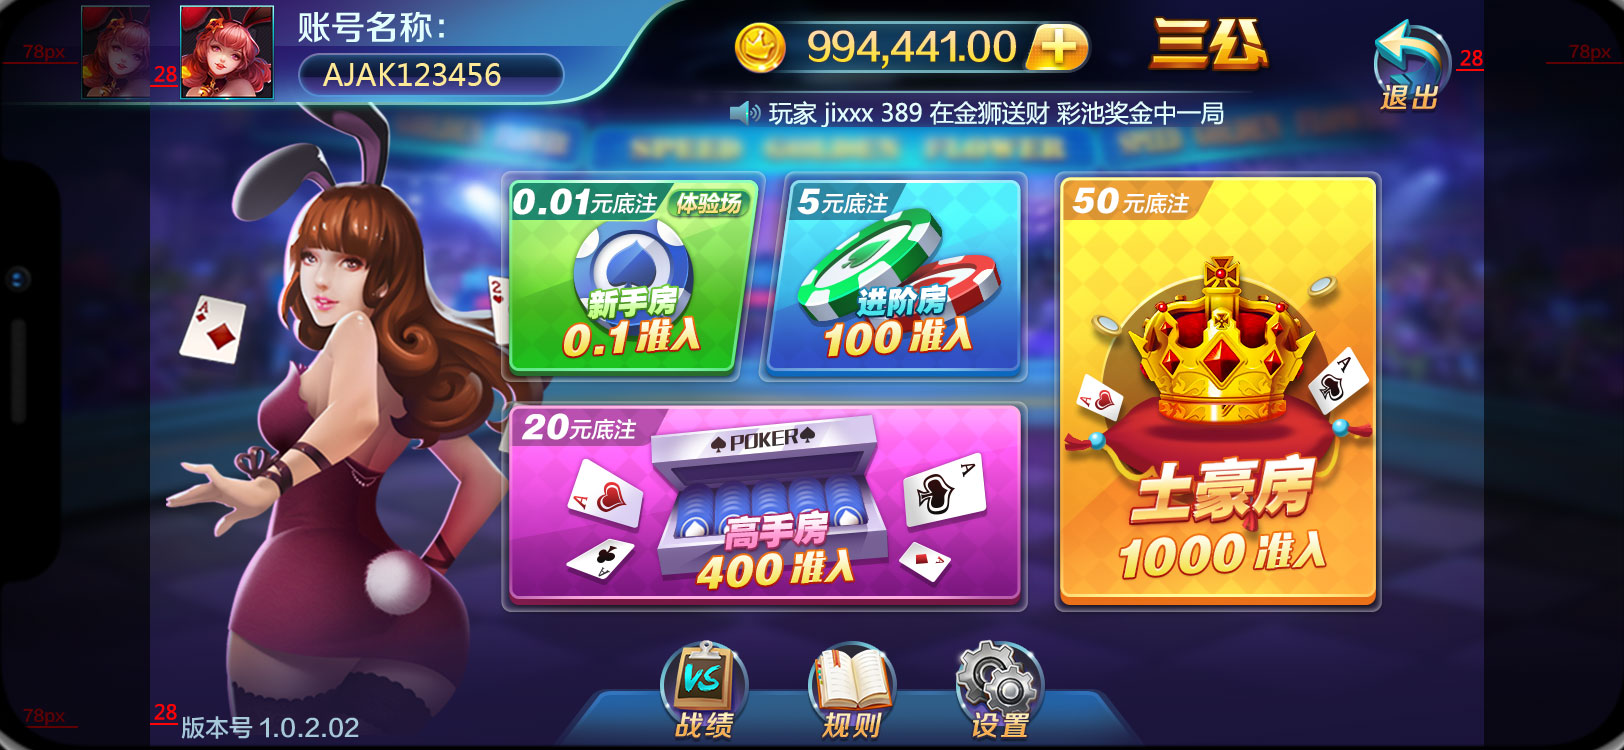 账号名称:
AJAK123456
994,441.00
三公
退出
78px
28
28
78px
玩家 jixxx 389 在金狮送财 彩池奖金中一局
SPEED GOLDEN FLOWER
0.01元底注
体验场
新手房
0.1准入
5元底注
进阶房
100准入
50元底注
土豪房
1000准入
20元底注
POKER
高手房
400准入
A
2
A
A
A
A
A
A
VS
战绩
规则
设置
78px
28
版本号 1.0.2.02